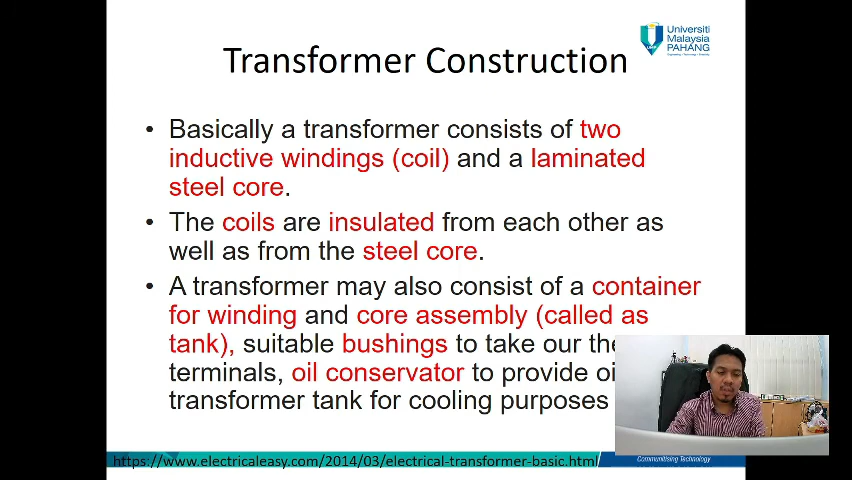 Universiti
Malaysia
PAHANG
Transformer Construction
• Basically a transformer consists of two
inductive windings (coil) and a laminated
steel core.
• The coils are insulated from each other as
well as from the steel core.
• A transformer may also consist of a container
for winding and core assembly (called as
tank), suitable bushings to take our the
terminals, oil conservator to provide oi
transformer tank for cooling purposes
https://www.electricaleasy.com/2014/03/electrical-transformer-basic.html
Communitising Technology